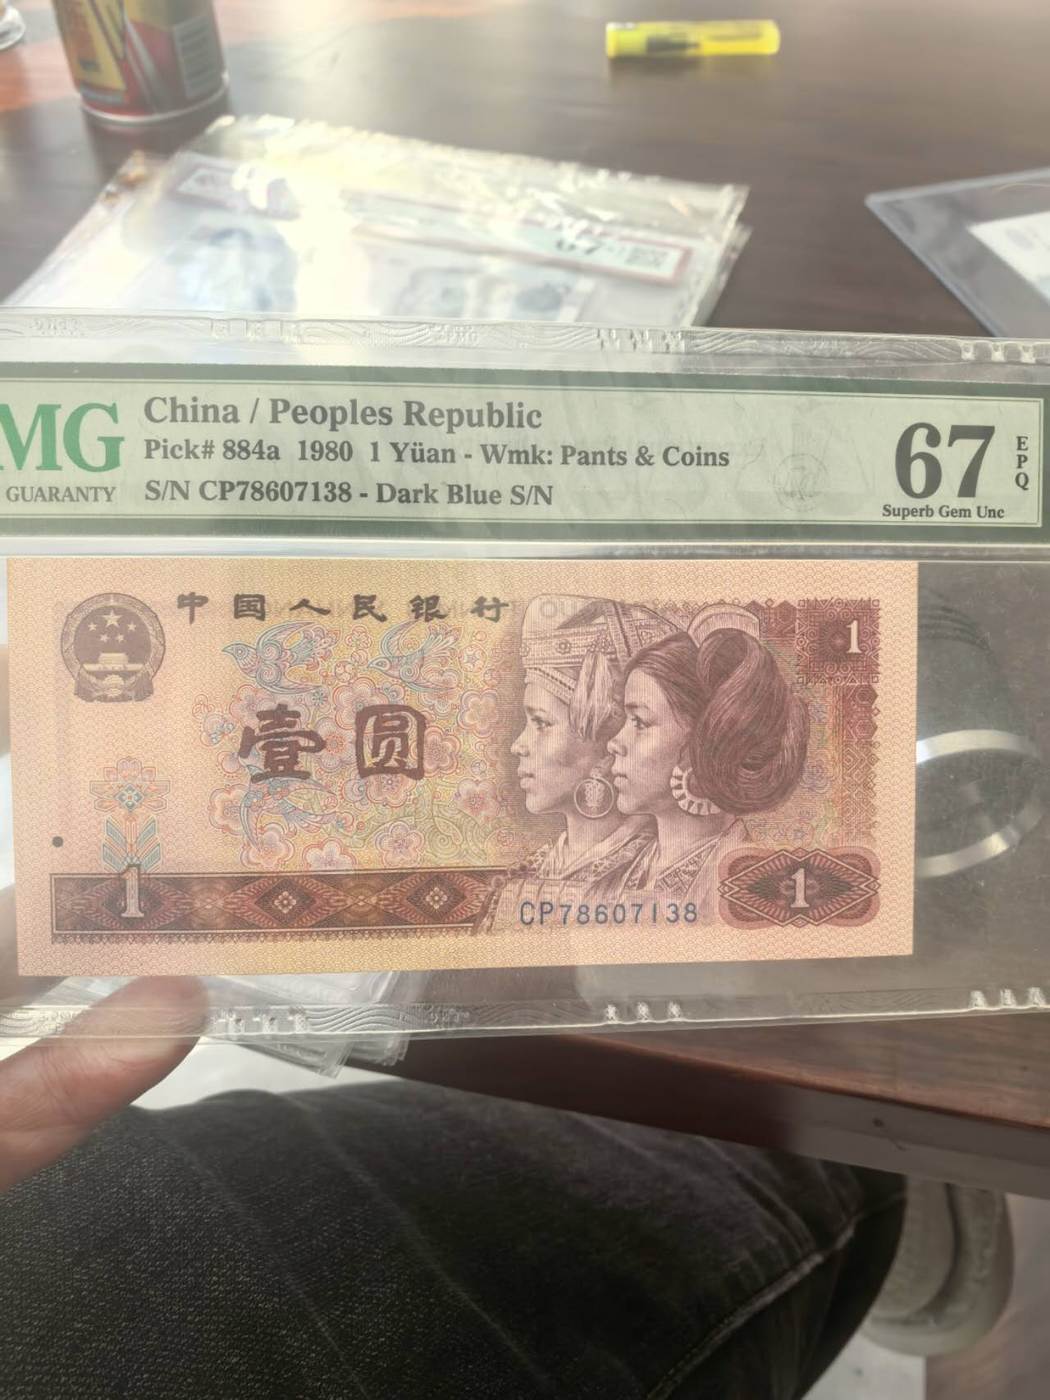 MG
GUARANTY
China / Peoples Republic
Pick# 884a 1980 1 Yüan - Wmk: Pants & Coins
S/N CP78607138 - Dark Blue S/N
67
EPQ
Superb Gem Unc
中国人民银行
1
壹圆
1
CP78607138
1